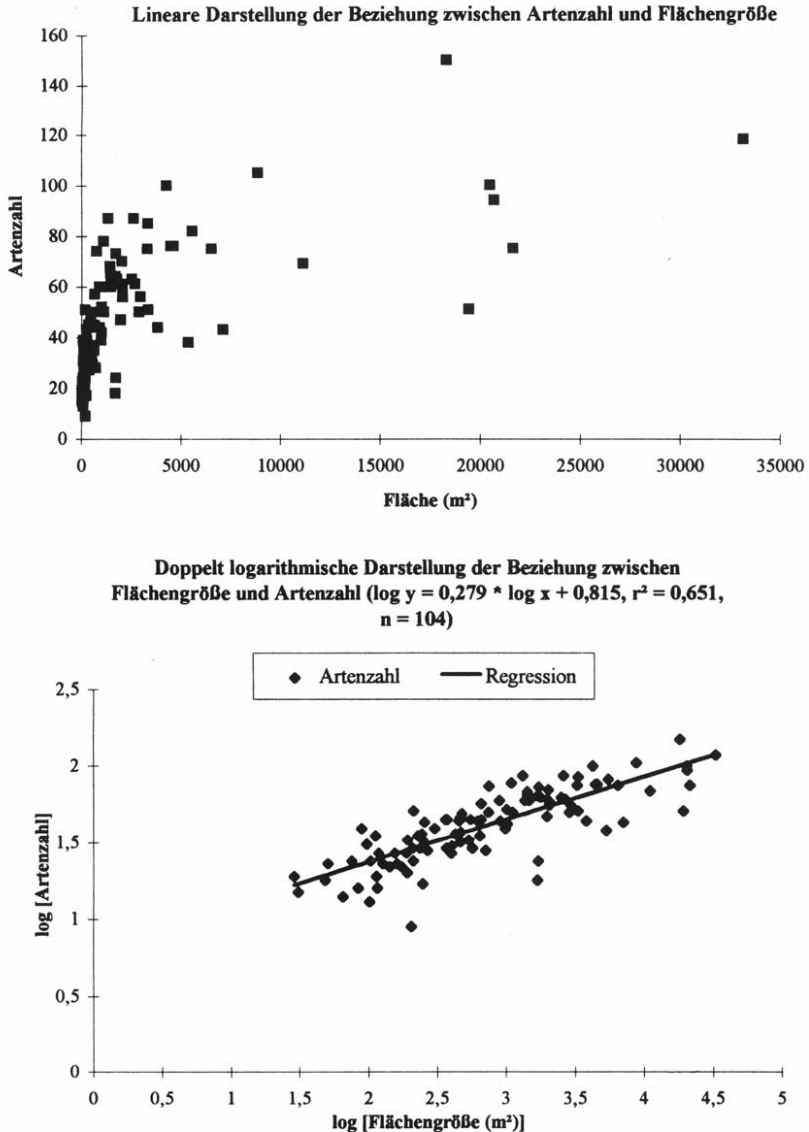 Lineare Darstellung der Beziehung zwischen Artenzahl und Flächengröße
160
140
120
100
80
60
40
20
0
Artenzahl
0 5000 10000 15000 20000 25000 30000 35000
Fläche (m²)
Doppelt logarithmische Darstellung der Beziehung zwischen
Flächengröße und Artenzahl (log y = 0,279 * log x + 0,815, r² = 0,651,
n = 104)
Artenzahl Regression
2,5
2
1,5
1
0,5
0
log [Artenzahl]
0 0,5 1 1,5 2 2,5 3 3,5 4 4,5 5
log [Flächengröße (m²)]